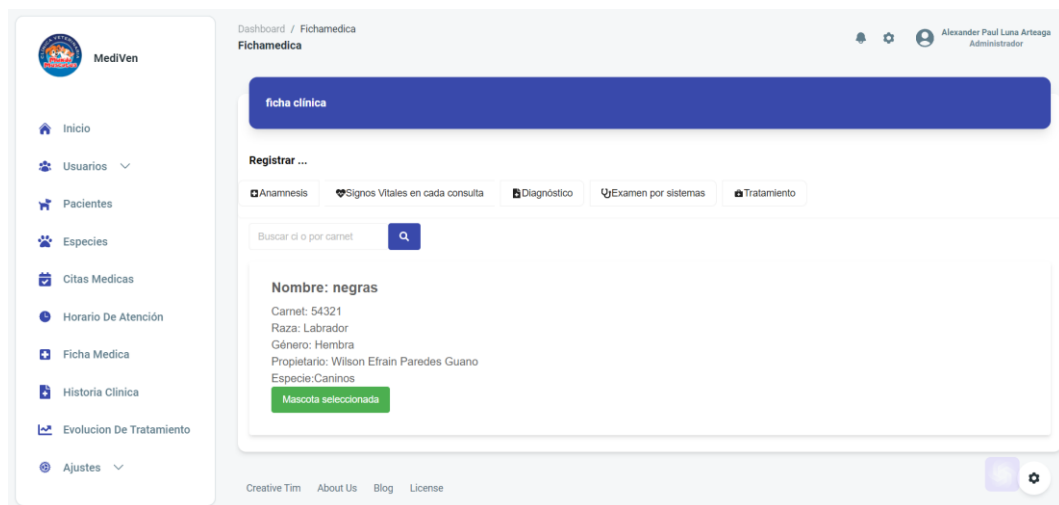 MediVen
Inicio
Usuarios
Pacientes
Especies
Citas Medicas
Horario De Atención
Ficha Medica
Historia Clinica
Evolucion De Tratamiento
Ajustes
Dashboard / Fichamedica
Fichamedica
Alexander Paul Luna Arteaga
Administrador
ficha clínica
Registrar ...
Anamnesis Signos Vitales en cada consulta Diagnóstico Examen por sistemas Tratamiento
Buscar ci o por carnet
Nombre: negras
Carnet: 54321
Raza: Labrador
Género: Hembra
Propietario: Wilson Efrain Paredes Guano
Especie:Caninos
Mascota seleccionada
Creative Tim About Us Blog License